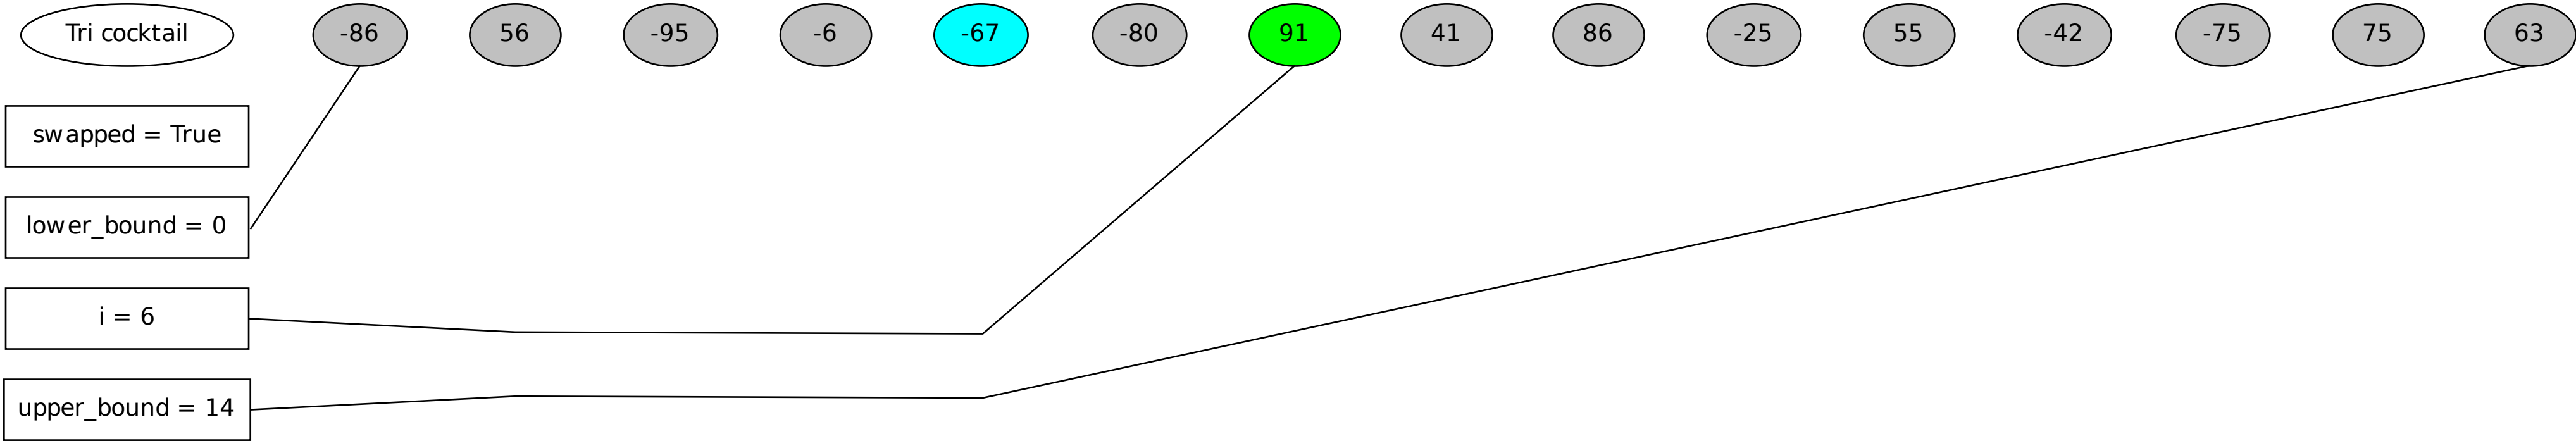 Tri cocktail -86 56 -95 -6 -67 -80 91 41 86 -25 55 -42 -75 75 63
swapped = True
lower_bound = 0
i = 6
upper_bound = 14